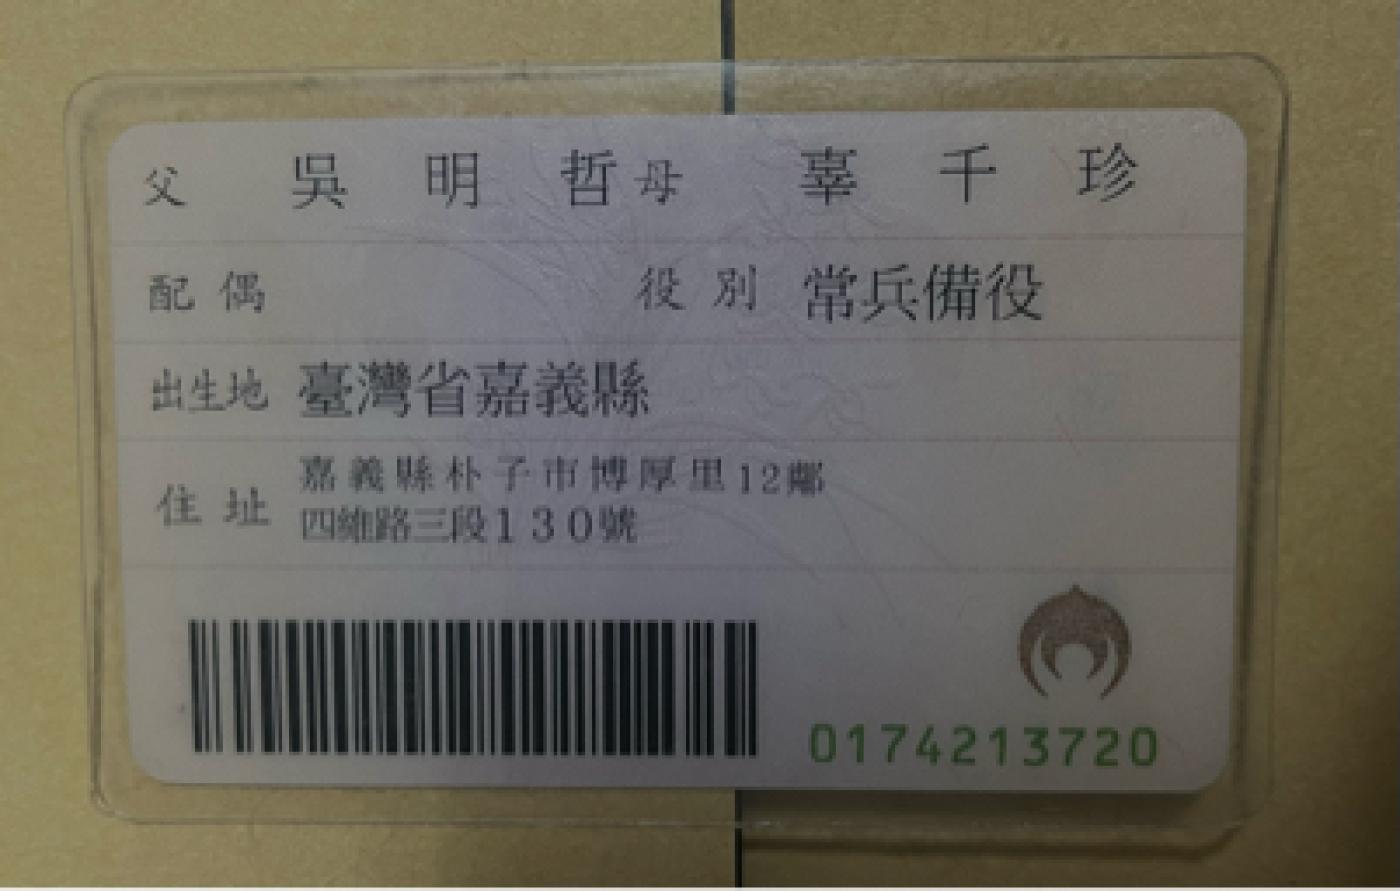 父 吳明哲 母 辜千珍
配偶 役別 常兵備役
出生地 臺灣省嘉義縣
住址 嘉義縣朴子市博厚里12鄰
四維路三段130號
0174213720